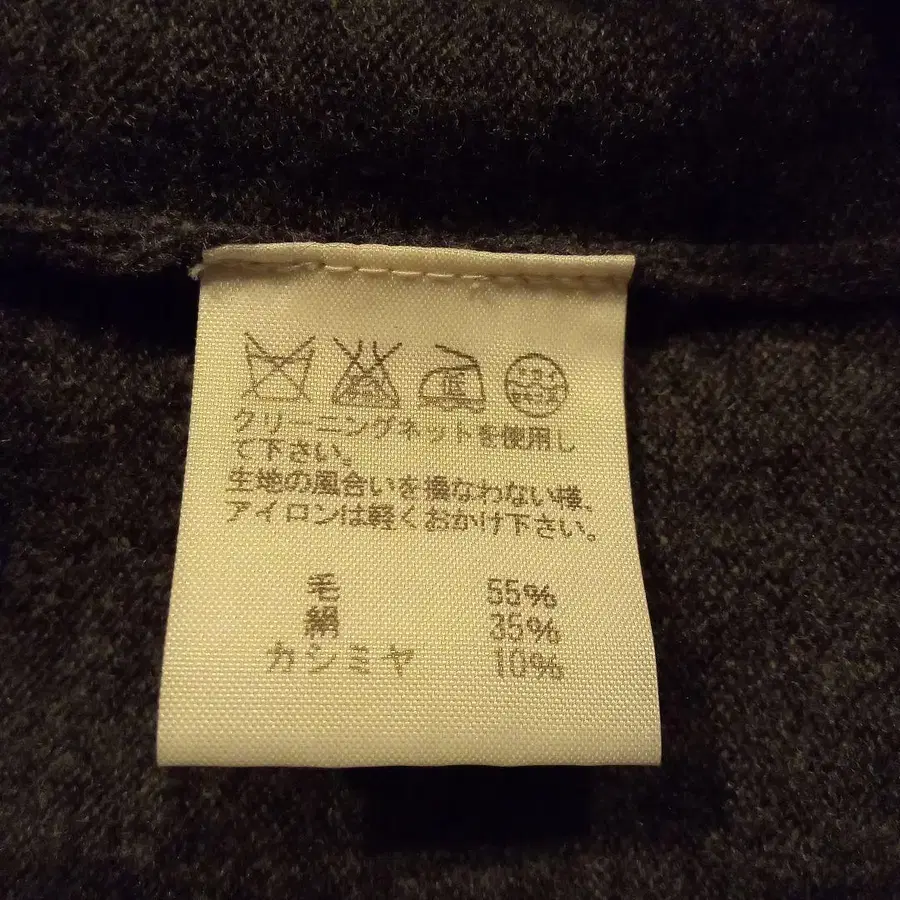 クリーニングネットを使用し
て下さい。
生地の風合いを損なわない様、
アイロンは軽くおかけ下さい。
毛 55%
絹 35%
カシミヤ 10%